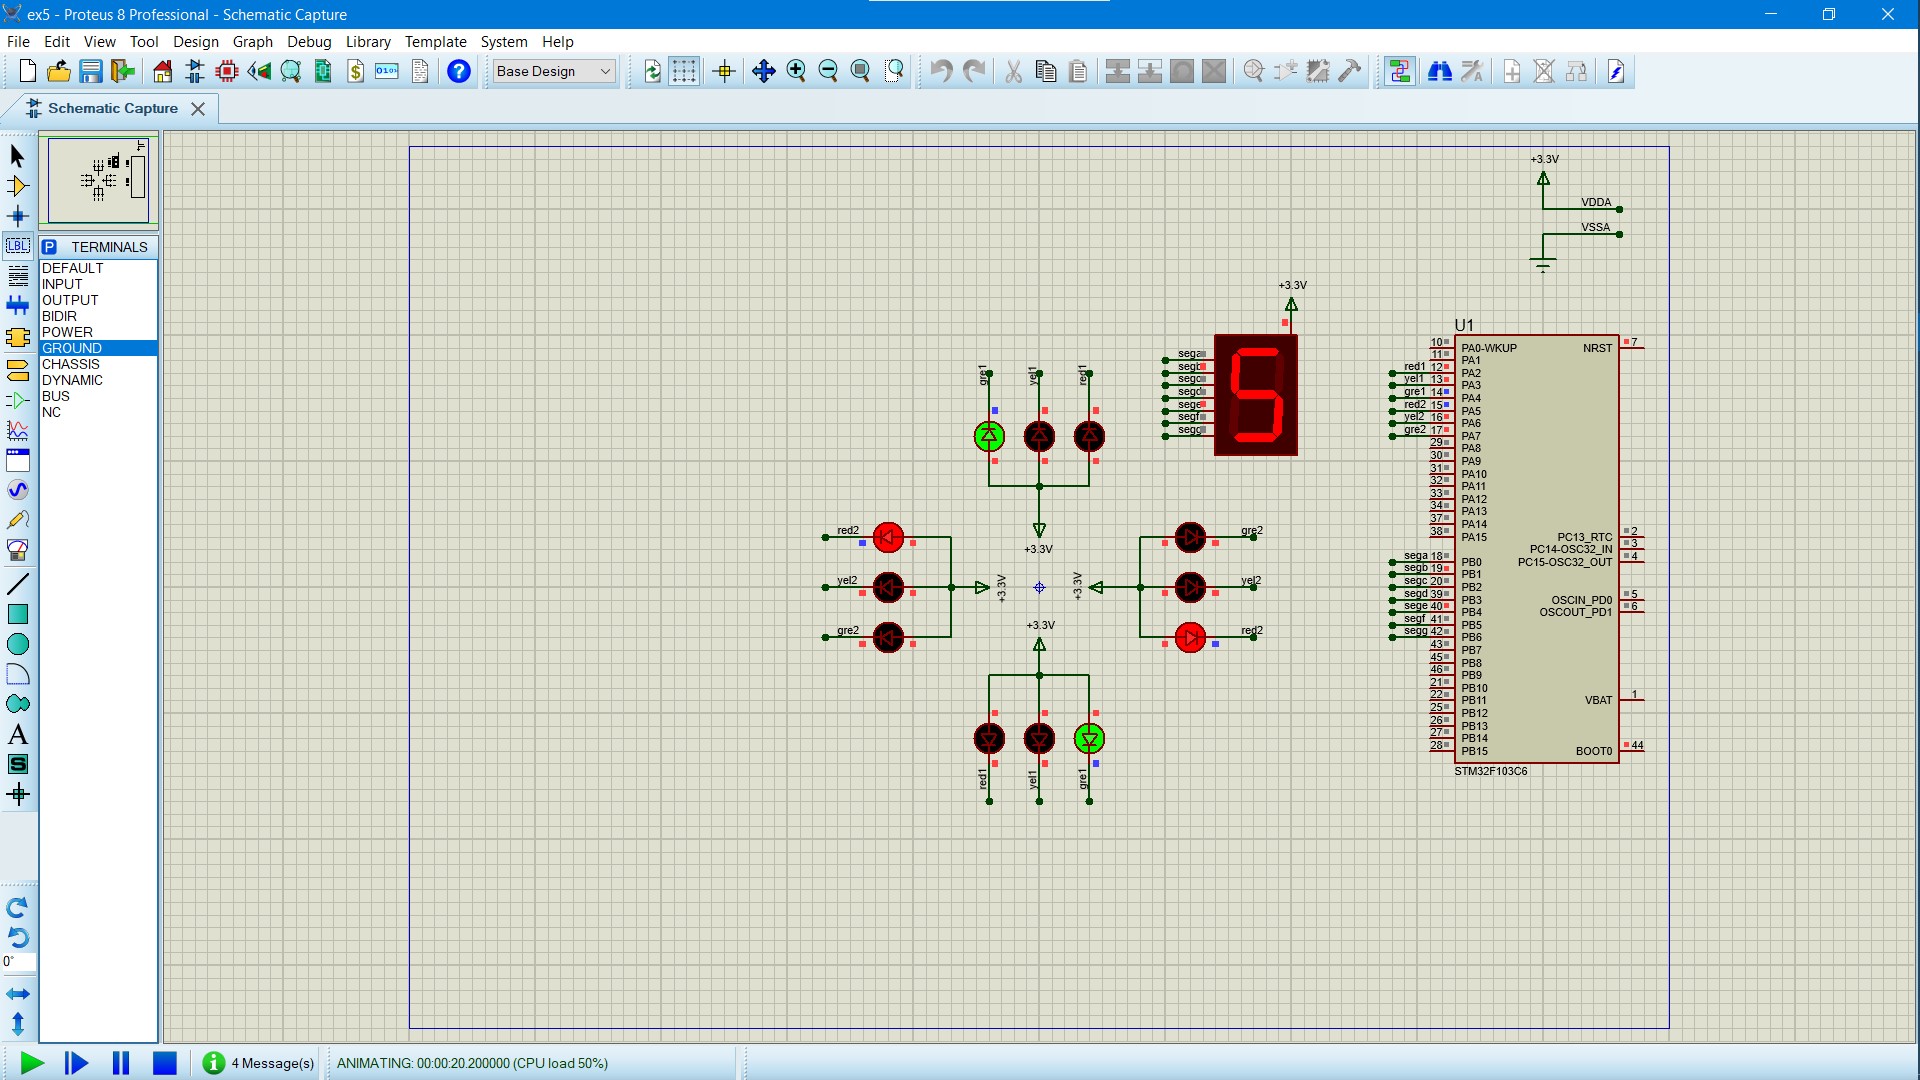 ex5 - Proteus 8 Professional - Schematic Capture
File Edit View Tool Design Graph Debug Library Template System Help
Base Design
Schematic Capture
TERMINALS
DEFAULT
INPUT
OUTPUT
BIDIR
POWER
GROUND
CHASSIS
DYNAMIC
BUS
NC
LBL
0°
+3.3V
VDDA
VSSA
+3.3V
sega
segb
segc
segd
sege
segf
segg
gre1 yel1 red1
+3.3V
red2
yel2
gre2
+3.3V
+3.3V
gre2
yel2
red2
+3.3V
red1 yel1 gre1
U1
10 PA0-WKUP
11 PA1
red1 12 PA2
yel1 13 PA3
gre1 14 PA4
red2 15 PA5
yel2 16 PA6
gre2 17 PA7
29 PA8
30 PA9
31 PA10
32 PA11
33 PA12
34 PA13
37 PA14
38 PA15
sega 18 PB0
segb 19 PB1
segc 20 PB2
segd 39 PB3
sege 40 PB4
segf 41 PB5
segg 42 PB6
43 PB7
45 PB8
46 PB9
21 PB10
22 PB11
25 PB12
26 PB13
27 PB14
28 PB15
NRST 7
PC13_RTC 2
PC14-OSC32_IN 3
PC15-OSC32_OUT 4
OSCIN_PD0 5
OSCOUT_PD1 6
VBAT 1
BOOT0 44
STM32F103C6
4 Message(s)
ANIMATING: 00:00:20.200000 (CPU load 50%)